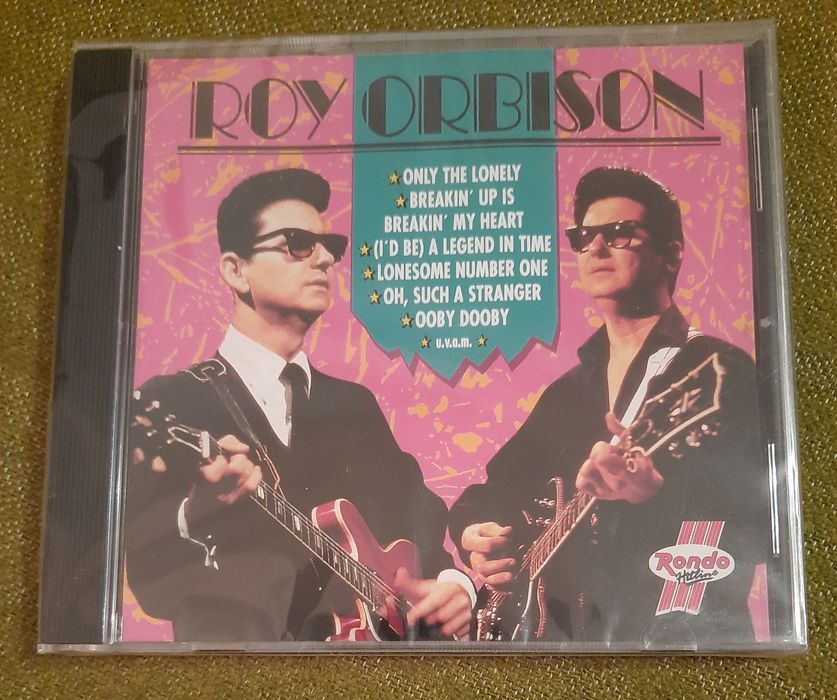 ROY ORBISON
ONLY THE LONELY
BREAKIN' UP IS
BREAKIN' MY HEART
(I'D BE) A LEGEND IN TIME
LONESOME NUMBER ONE
OH, SUCH A STRANGER
OOBY DOOBY
u.v.a.m.
Rondo
Hitline